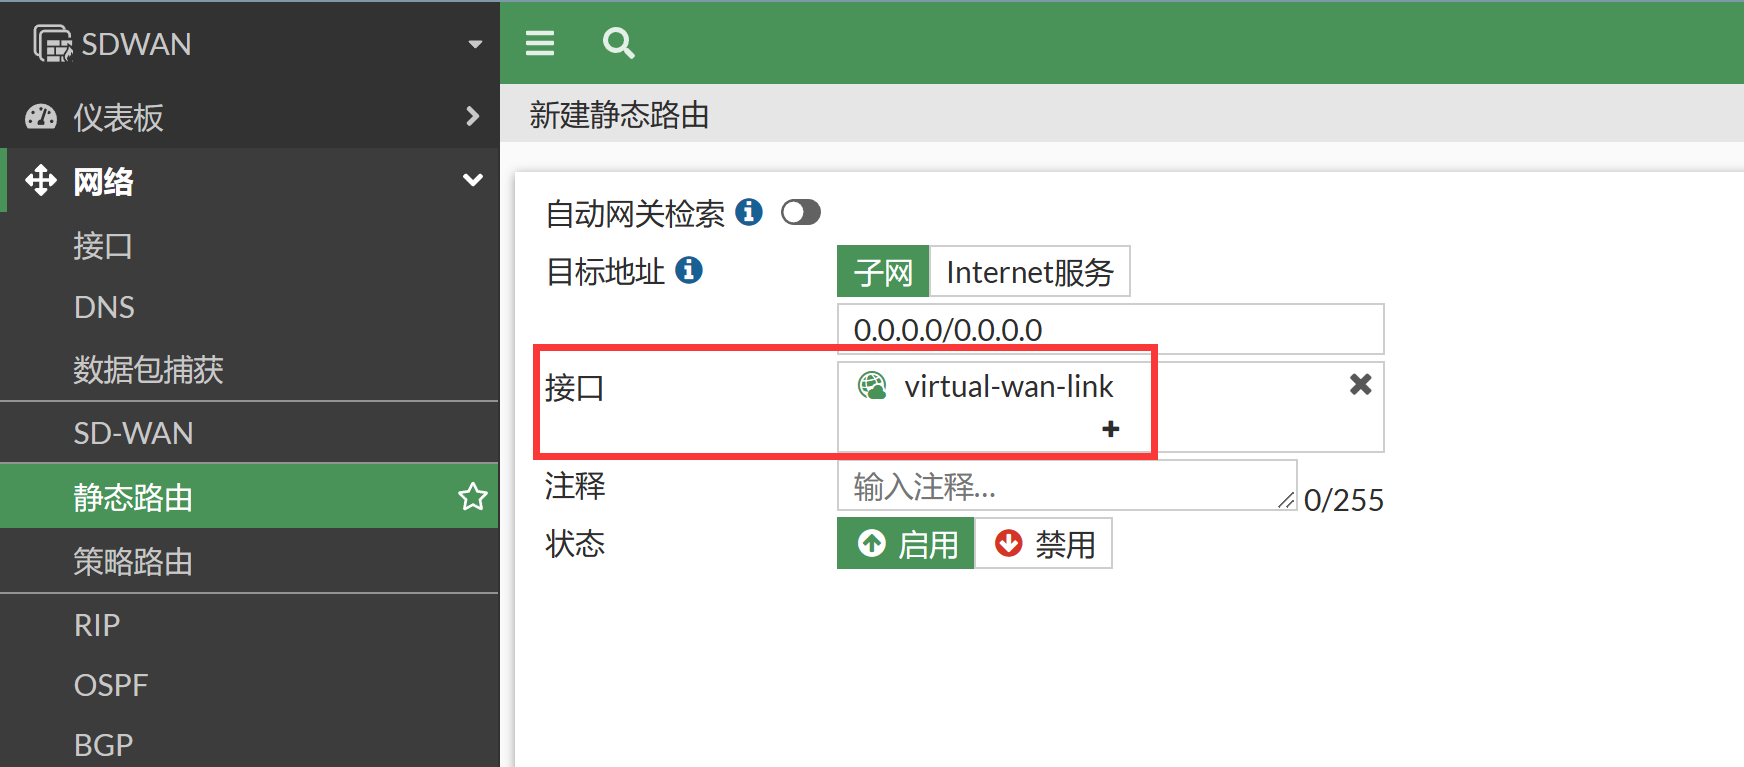 SDWAN
仪表板
网络
接口
DNS
数据包捕获
SD-WAN
静态路由
策略路由
RIP
OSPF
BGP
新建静态路由
自动网关检索
目标地址 子网 Internet服务
0.0.0.0/0.0.0.0
接口 virtual-wan-link
注释 输入注释... 0/255
状态 启用 禁用